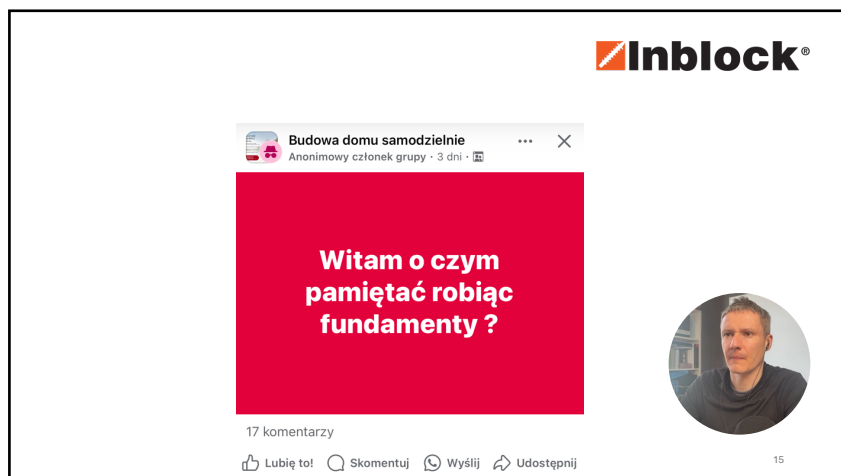 Inblock®
Budowa domu samodzielnie
Anonimowy członek grupy · 3 dni ·
Witam o czym
pamiętać robiąc
fundamenty ?
17 komentarzy
Lubię to! Skomentuj Wyślij Udostępnij
15